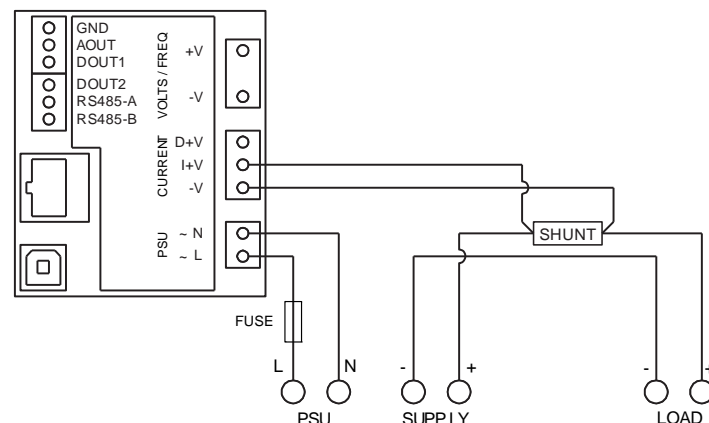 GND
AOUT
DOUT1
DOUT2
RS485-A
RS485-B
VOLTS / FREQ
+V
-V
CURRENT
D+V
I+V
-V
PSU
~ N
~ L
SHUNT
FUSE
L
N
-
+
-
+
PSU
SUPPLY
LOAD